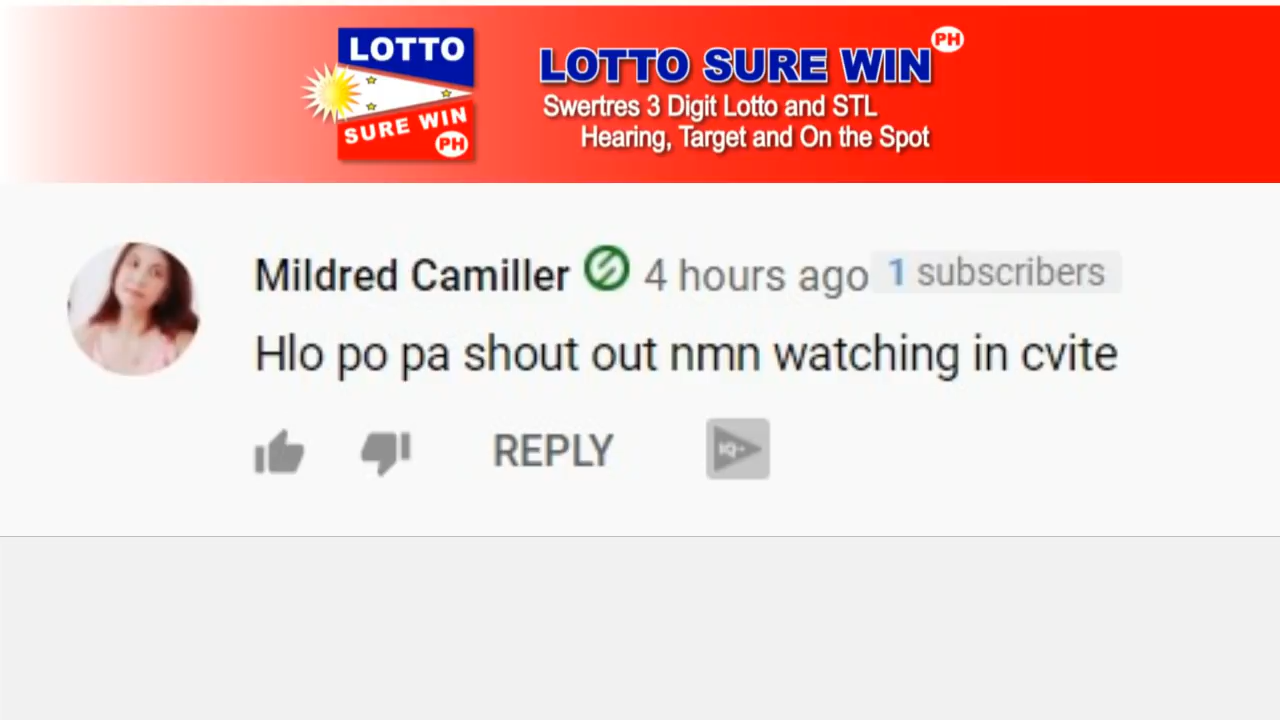 LOTTO
SURE WIN
PH
LOTTO SURE WIN PH
Swertres 3 Digit Lotto and STL
Hearing, Target and On the Spot
Mildred Camiller 4 hours ago 1 subscribers
Hlo po pa shout out nmn watching in cvite
REPLY
IQ